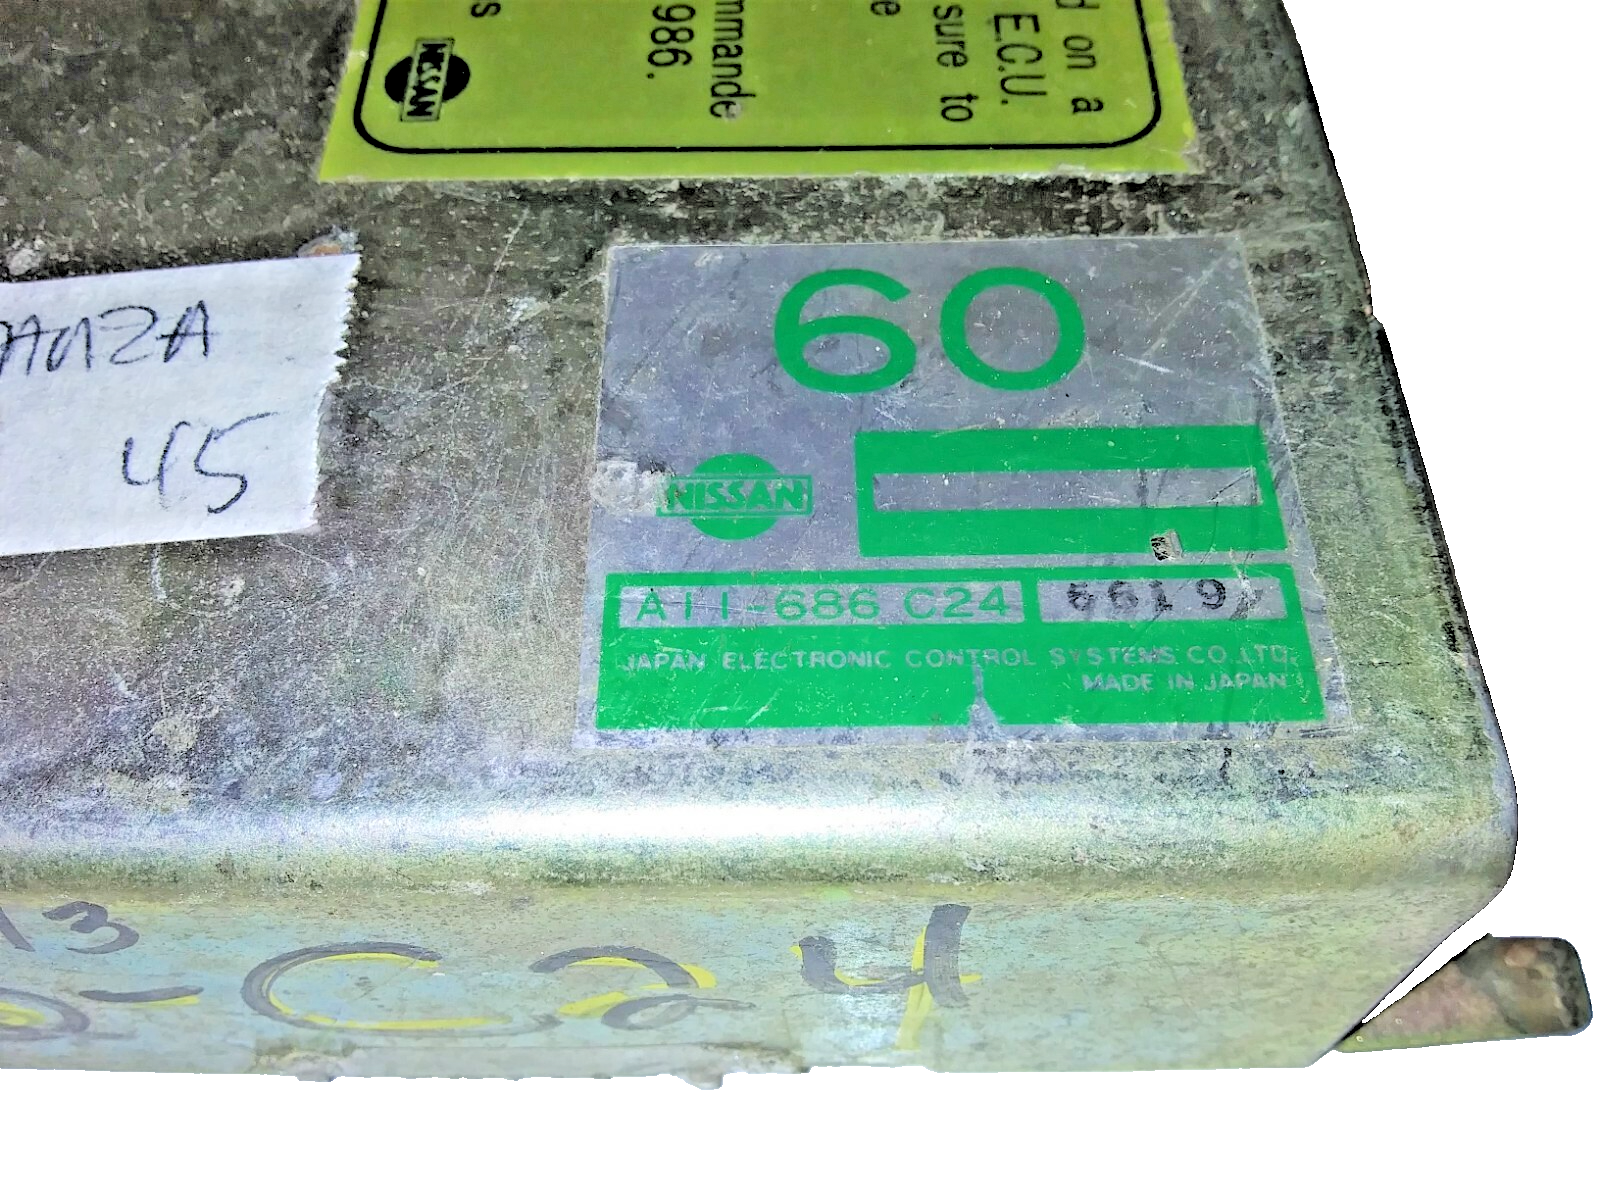 d on a
E.C.U.
sure to
e
mmande
986.
s
NISSAN
45
60
NISSAN
A11-686 C24
JAPAN ELECTRONIC CONTROL SYSTEMS CO.,LTD.
MADE IN JAPAN
-C24